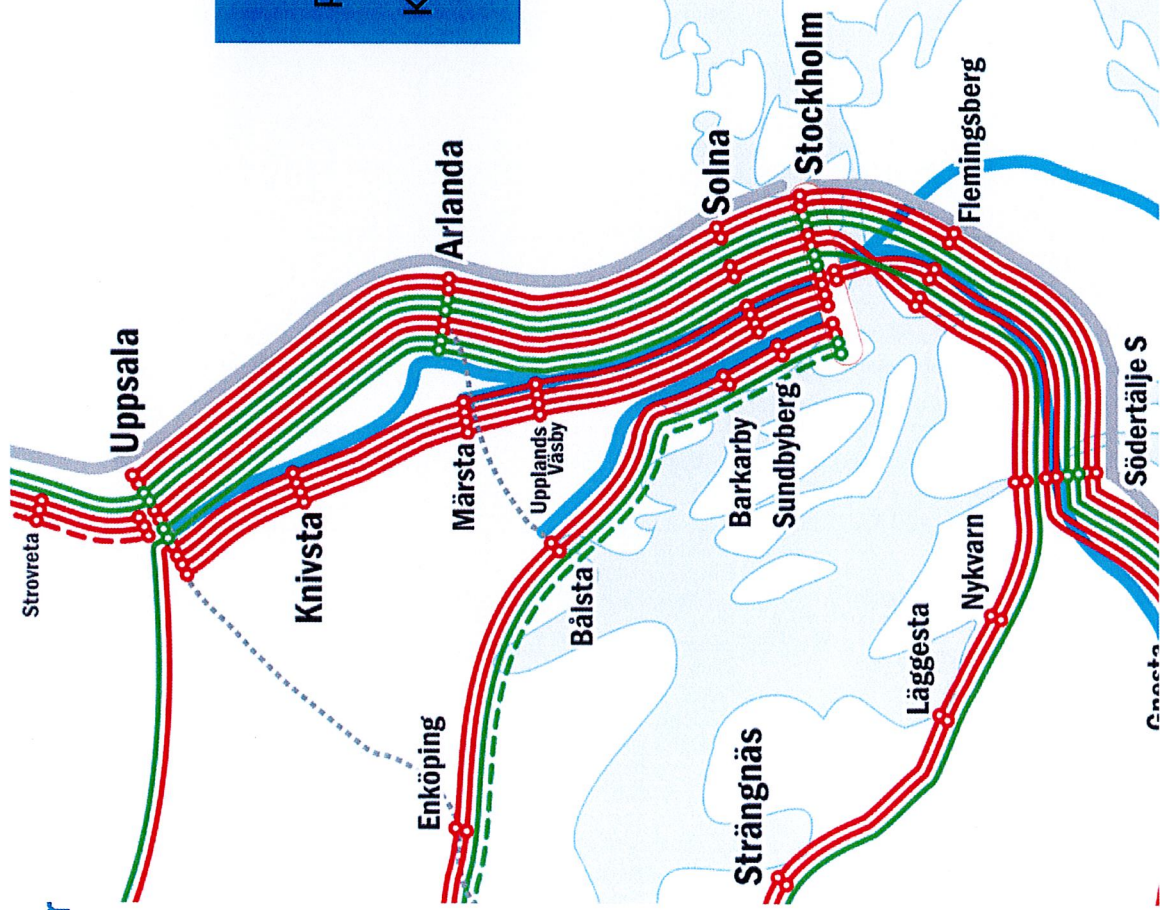 Strovreta
Uppsala
Knivsta
Arlanda
Märsta
Upplands
Väsby
Enköping
Bålsta
Barkarby
Sundbyberg
Solna
Stockholm
Flemingsberg
Strängnäs
Läggesta
Nykvarn
Södertälje S